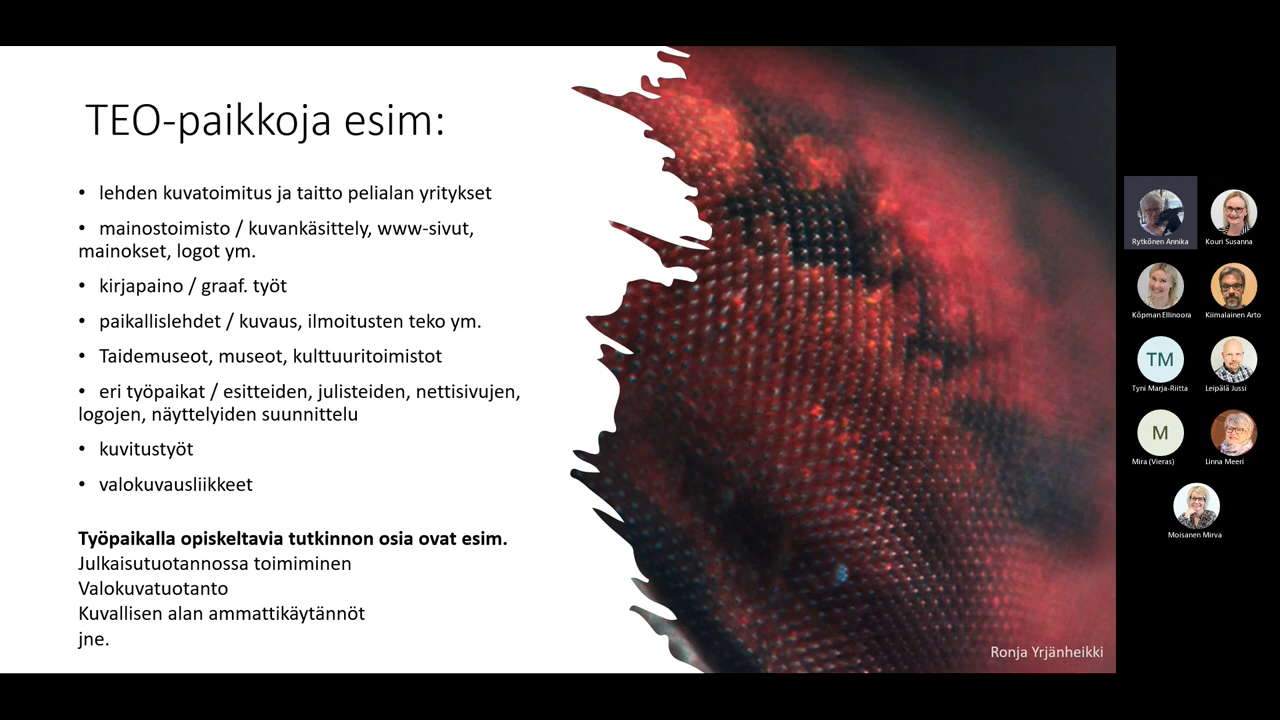 TEO-paikkoja esim:
• lehden kuvatoimitus ja taitto pelialan yritykset
• mainostoimisto / kuvankäsittely, www-sivut,
mainokset, logot ym.
• kirjapaino / graaf. työt
• paikallislehdet / kuvaus, ilmoitusten teko ym.
• Taidemuseot, museot, kulttuuritoimistot
• eri työpaikat / esitteiden, julisteiden, nettisivujen,
logojen, näyttelyiden suunnittelu
• kuvitustyöt
• valokuvausliikkeet
Työpaikalla opiskeltavia tutkinnon osia ovat esim.
Julkaisutuotannossa toimiminen
Valokuvatuotanto
Kuvallisen alan ammattikäytännöt
jne.
Ronja Yrjänheikki
Rytkönen Annika
Kouri Susanna
Köpman Ellinoora
Kiimalainen Arto
TM
Tyni Marja-Riitta
Leipälä Jussi
M
Mira (Vieras)
Linna Meeri
Moisanen Mirva